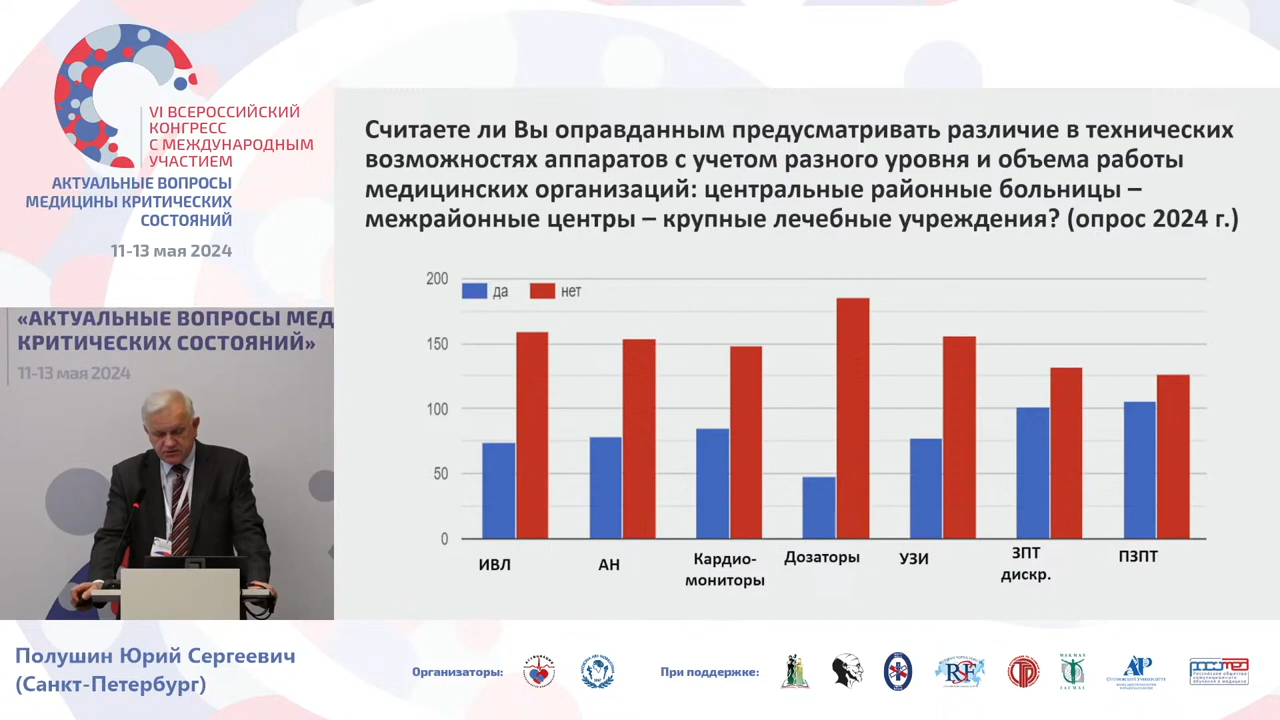 VI ВСЕРОССИЙСКИЙ
КОНГРЕСС
С МЕЖДУНАРОДНЫМ
УЧАСТИЕМ
АКТУАЛЬНЫЕ ВОПРОСЫ
МЕДИЦИНЫ КРИТИЧЕСКИХ
СОСТОЯНИЙ
11-13 мая 2024
Считаете ли Вы оправданным предусматривать различие в технических
возможностях аппаратов с учетом разного уровня и объема работы
медицинских организаций: центральные районные больницы –
межрайонные центры – крупные лечебные учреждения? (опрос 2024 г.)
200
да нет
150
100
50
0
ИВЛ
АН
Кардио-
мониторы
Дозаторы
УЗИ
ЗПТ
дискр.
ПЗПТ
«АКТУАЛЬНЫЕ ВОПРОСЫ МЕД
КРИТИЧЕСКИХ СОСТОЯНИЙ»
11-13 мая 2024
Полушин Юрий Сергеевич
(Санкт-Петербург)
Организаторы:
При поддержке: